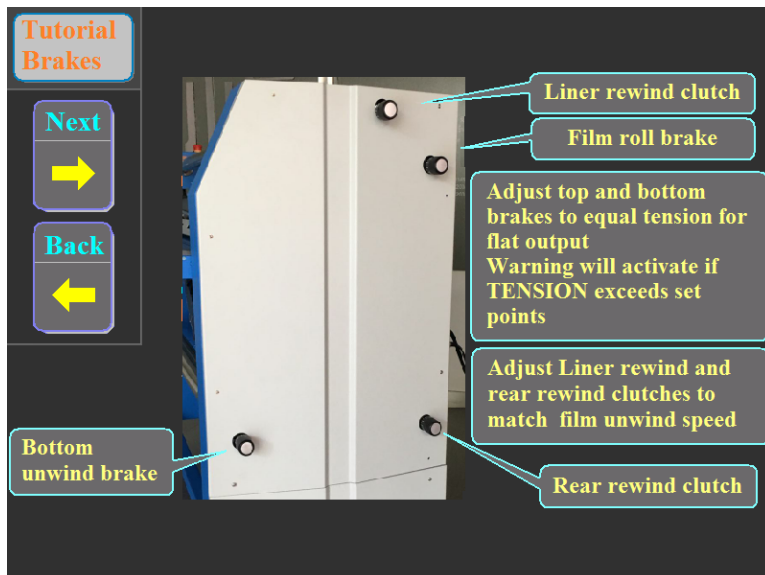 Tutorial
Brakes
Next
Back
Liner rewind clutch
Film roll brake
Adjust top and bottom
brakes to equal tension for
flat output
Warning will activate if
TENSION exceeds set
points
Adjust Liner rewind and
rear rewind clutches to
match film unwind speed
Bottom
unwind brake
Rear rewind clutch